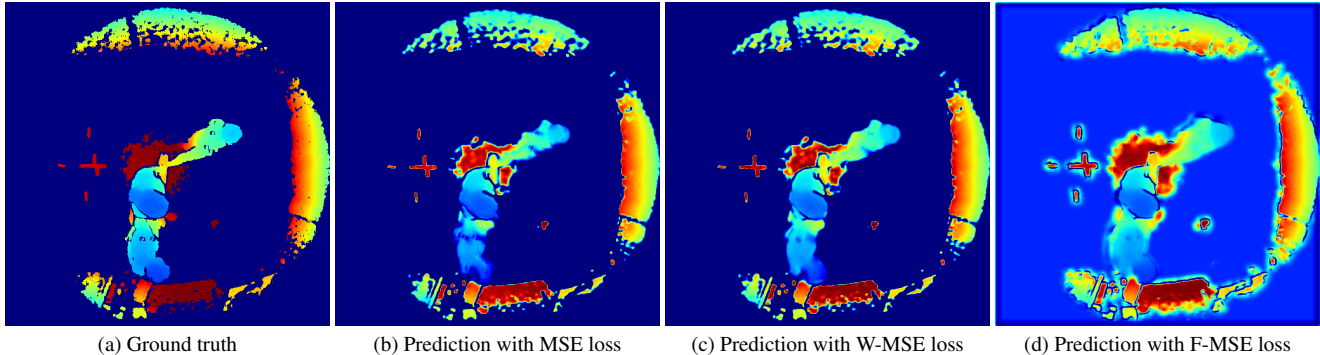 (a) Ground truth
(b) Prediction with MSE loss
(c) Prediction with W-MSE loss
(d) Prediction with F-MSE loss